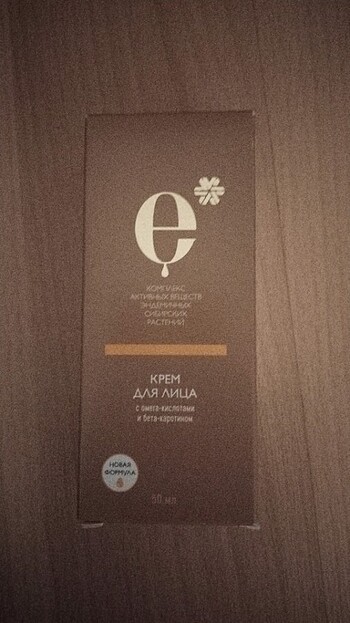 e
КОМПЛЕКС
АКТИВНЫХ ВЕЩЕСТВ
ЭНДЕМИЧНЫХ
СИБИРСКИХ
РАСТЕНИЙ
КРЕМ
ДЛЯ ЛИЦА
с омега-кислотами
и бета-каротином
НОВАЯ
ФОРМУЛА
50 мл